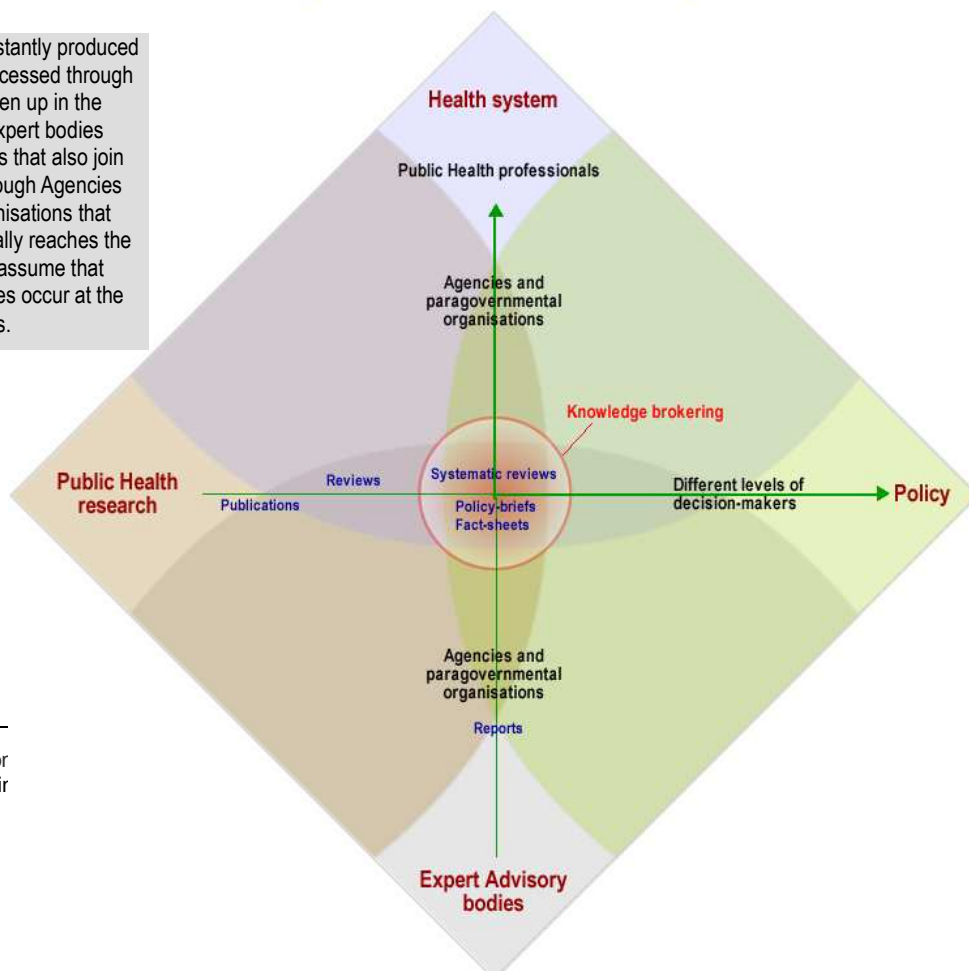 stantly produced
cessed through
en up in the
xpert bodies
s that also join
ough Agencies
nisations that
ally reaches the
assume that
es occur at the
s.
Health system
Public Health professionals
Agencies and
paragovernmental
organisations
Knowledge brokering
Public Health
research
Reviews
Publications
Systematic reviews
Policy-briefs
Fact-sheets
Different levels of
decision-makers
Policy
Agencies and
paragovernmental
organisations
Reports
or
ir
Expert Advisory
bodies